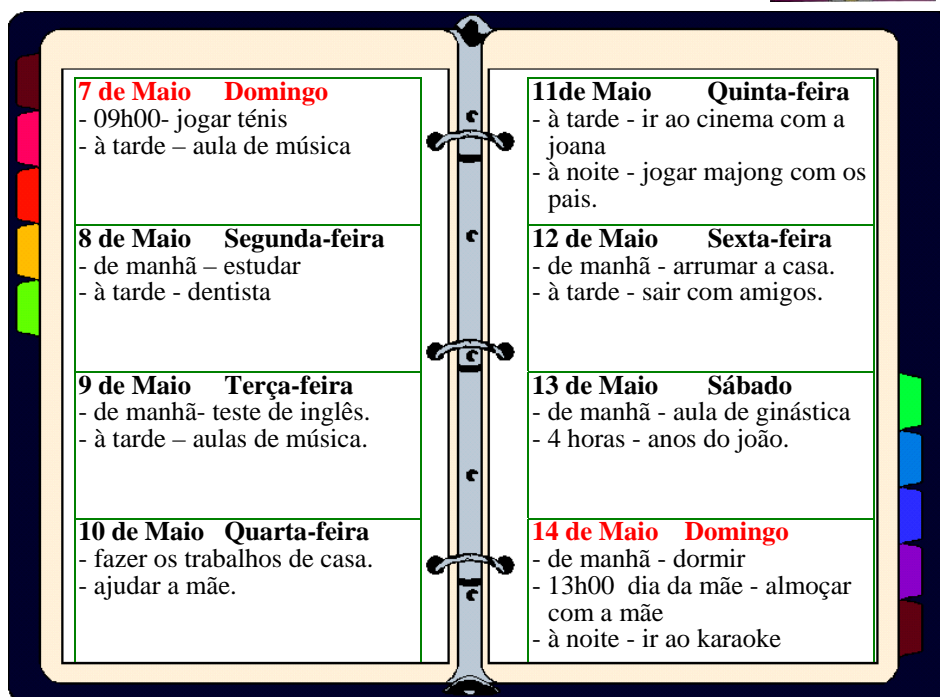 7 de Maio Domingo
- 09h00- jogar ténis
- à tarde – aula de música
8 de Maio Segunda-feira
- de manhã – estudar
- à tarde - dentista
9 de Maio Terça-feira
- de manhã- teste de inglês.
- à tarde – aulas de música.
10 de Maio Quarta-feira
- fazer os trabalhos de casa.
- ajudar a mãe.
11de Maio Quinta-feira
- à tarde - ir ao cinema com a
joana
- à noite - jogar majong com os
pais.
12 de Maio Sexta-feira
- de manhã - arrumar a casa.
- à tarde - sair com amigos.
13 de Maio Sábado
- de manhã - aula de ginástica
- 4 horas - anos do joão.
14 de Maio Domingo
- de manhã - dormir
- 13h00 dia da mãe - almoçar
com a mãe
- à noite - ir ao karaoke